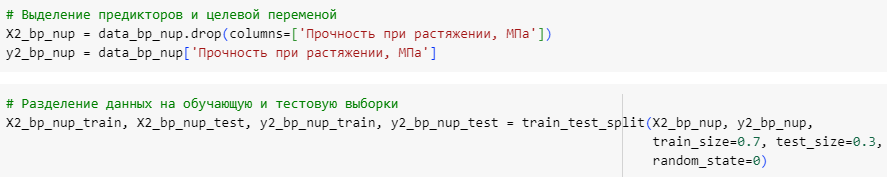 # Выделение предикторов и целевой переменой
X2_bp_nup = data_bp_nup.drop(columns=['Прочность при растяжении, МПа'])
y2_bp_nup = data_bp_nup['Прочность при растяжении, МПа']
# Разделение данных на обучающую и тестовую выборки
X2_bp_nup_train, X2_bp_nup_test, y2_bp_nup_train, y2_bp_nup_test = train_test_split(X2_bp_nup, y2_bp_nup,
train_size=0.7, test_size=0.3,
random_state=0)